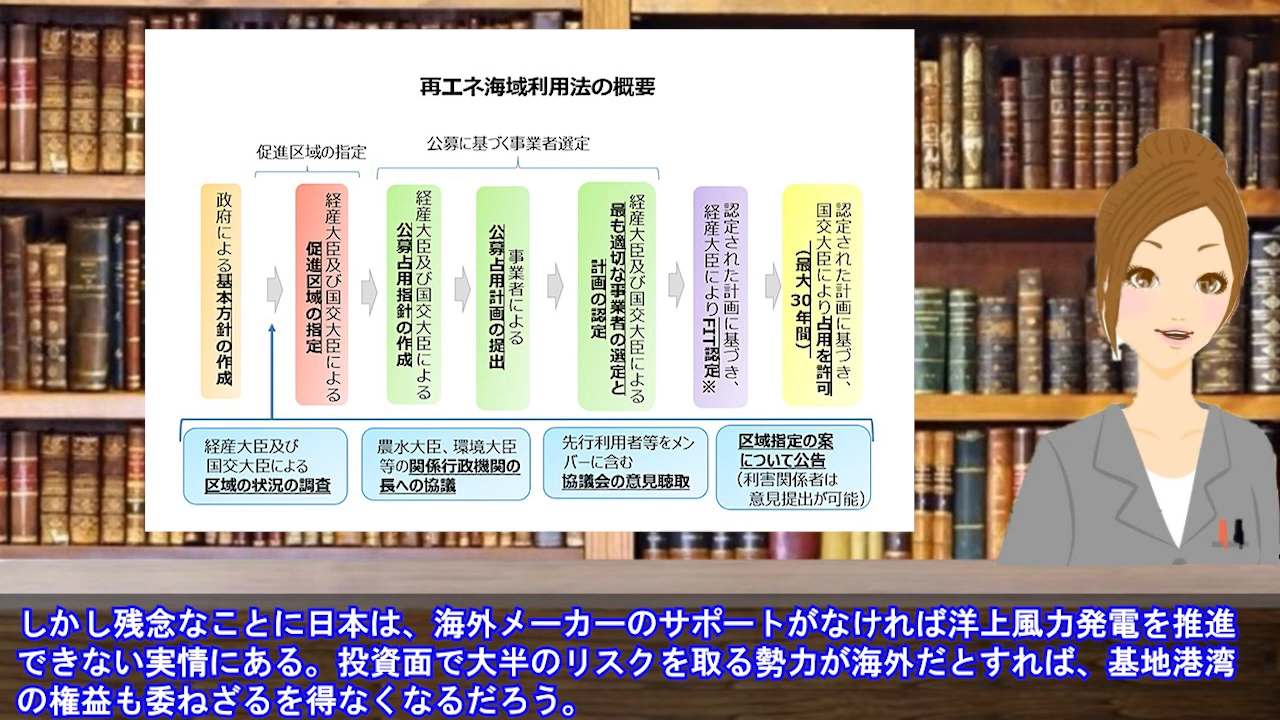 再エネ海域利用法の概要
促進区域の指定
公募に基づく事業者選定
政府による基本方針の作成
経産大臣及び国交大臣による
促進区域の指定
経産大臣及び国交大臣による
公募占用指針の作成
事業者による
公募占用計画の提出
経産大臣及び国交大臣による
最も適切な事業者の選定と
計画の認定
認定された計画に基づき、
経産大臣によりFIT認定※
認定された計画に基づき、
国交大臣により占用を許可
（最大30年間）
経産大臣及び
国交大臣による
区域の状況の調査
農水大臣、環境大臣
等の関係行政機関の
長への協議
先行利用者等をメン
バーに含む
協議会の意見聴取
区域指定の案
について公告
（利害関係者は
意見提出が可能）
しかし残念なことに日本は、海外メーカーのサポートがなければ洋上風力発電を推進
できない実情にある。投資面で大半のリスクを取る勢力が海外だとすれば、基地港湾
の権益も委ねざるを得なくなるだろう。